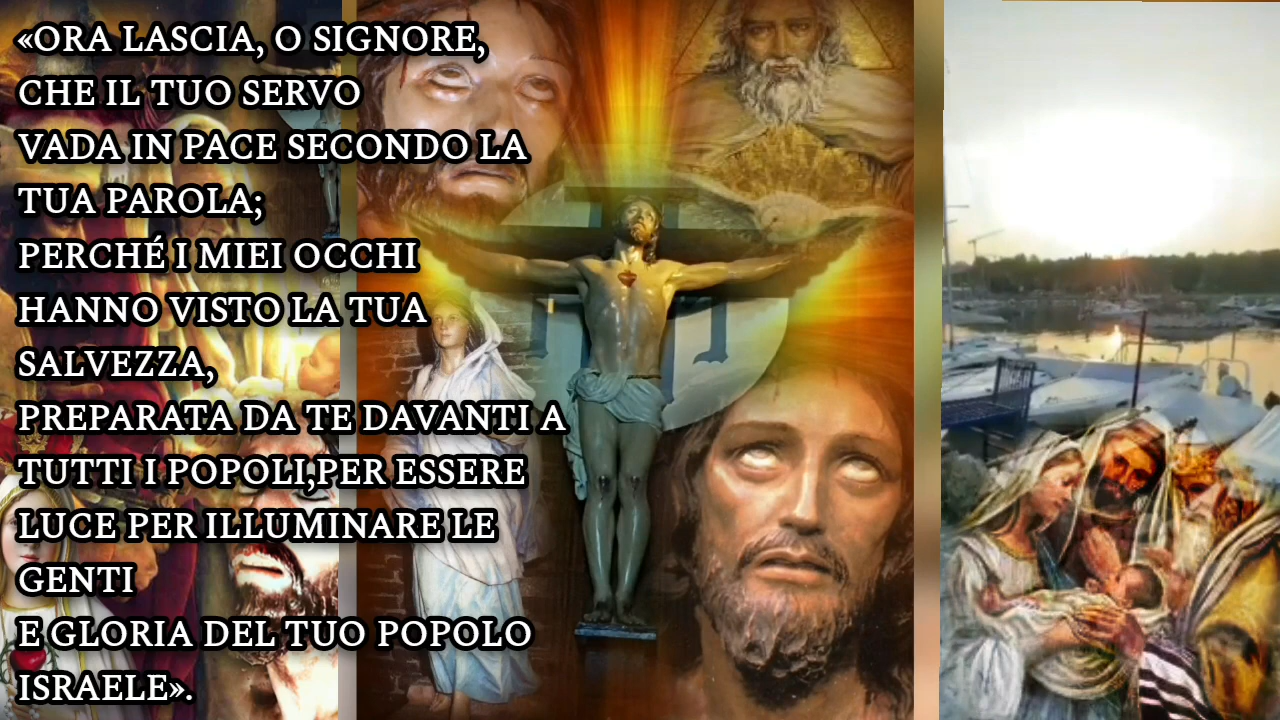 «ORA LASCIA, O SIGNORE,
CHE IL TUO SERVO
VADA IN PACE SECONDO LA
TUA PAROLA;
PERCHÉ I MIEI OCCHI
HANNO VISTO LA TUA
SALVEZZA,
PREPARATA DA TE DAVANTI A
TUTTI I POPOLI,PER ESSERE
LUCE PER ILLUMINARE LE
GENTI
E GLORIA DEL TUO POPOLO
ISRAELE».